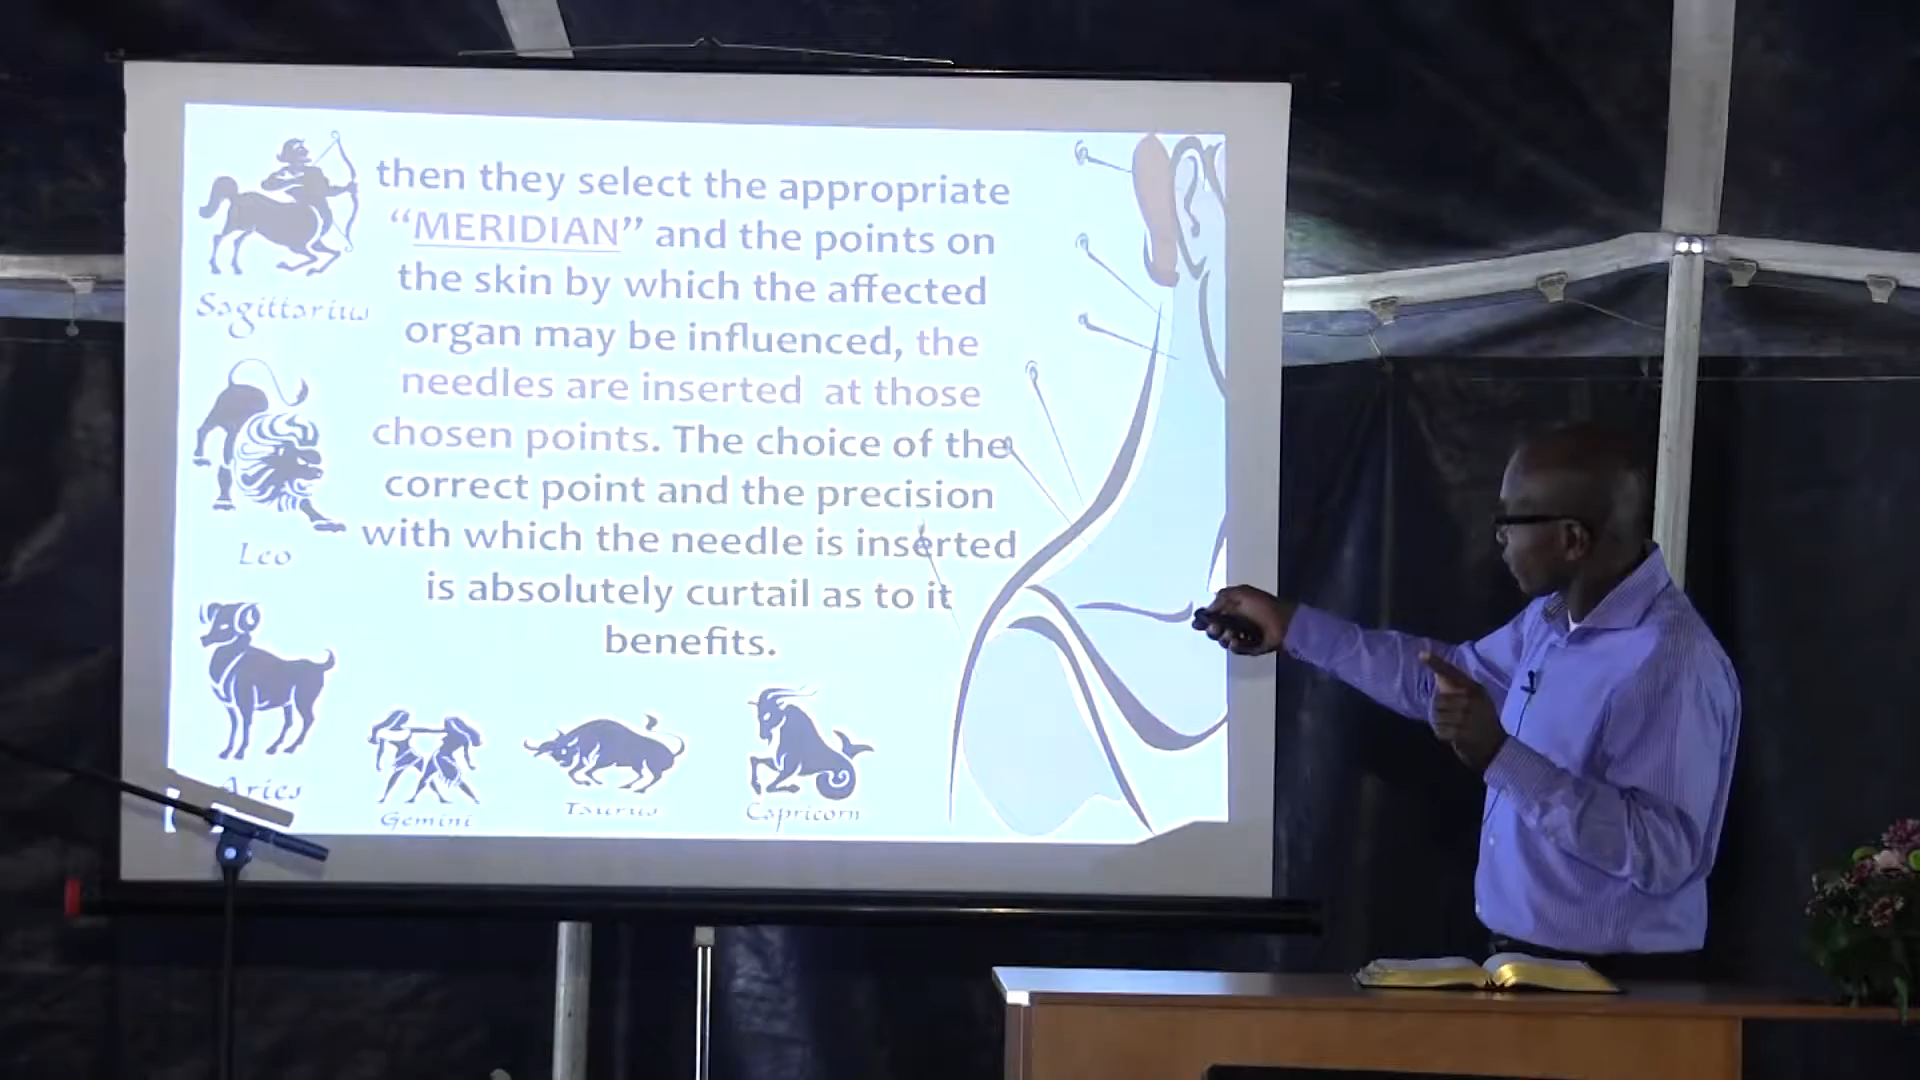 then they select the appropriate
“MERIDIAN” and the points on
the skin by which the affected
organ may be influenced, the
needles are inserted at those
chosen points. The choice of the
correct point and the precision
with which the needle is inserted
is absolutely curtail as to it
benefits.
Sagittarius
Leo
Aries
Gemini
Taurus
Capricorn